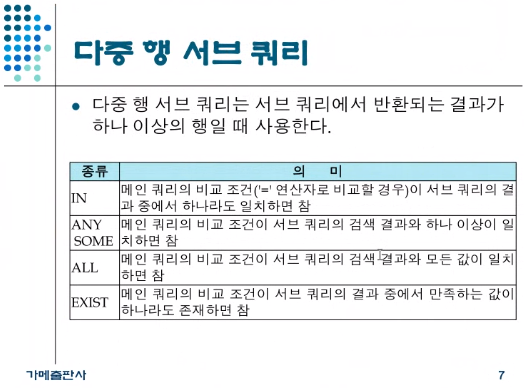 다중 행 서브 쿼리
다중 행 서브 쿼리는 서브 쿼리에서 반환되는 결과가
하나 이상의 행일 때 사용한다.
종류 의 미
IN 메인 쿼리의 비교 조건('=' 연산자로 비교할 경우)이 서브 쿼리의 결
과 중에서 하나라도 일치하면 참
ANY 메인 쿼리의 비교 조건이 서브 쿼리의 검색 결과와 하나 이상이 일
SOME 치하면 참
ALL 메인 쿼리의 비교 조건이 서브 쿼리의 검색 결과와 모든 값이 일치
하면 참
EXIST 메인 쿼리의 비교 조건이 서브 쿼리의 결과 중에서 만족하는 값이
하나라도 존재하면 참
가메출판사 7